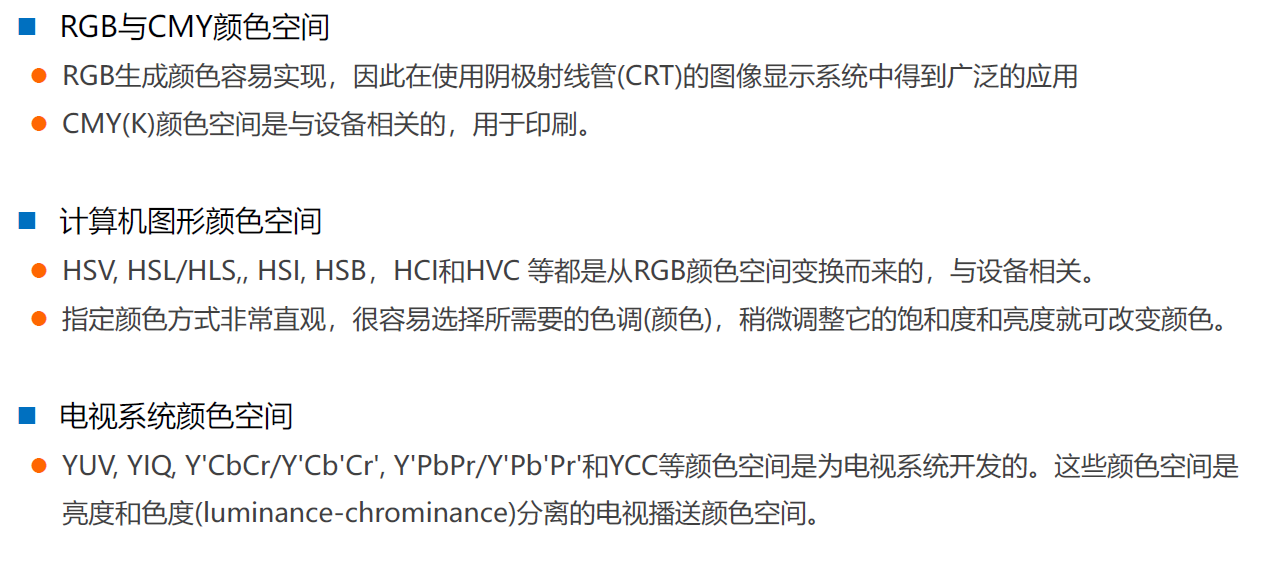 RGB与CMY颜色空间
RGB生成颜色容易实现，因此在使用阴极射线管(CRT)的图像显示系统中得到广泛的应用
CMY(K)颜色空间是与设备相关的，用于印刷。
计算机图形颜色空间
HSV, HSL/HLS,, HSI, HSB，HCI和HVC 等都是从RGB颜色空间变换而来的，与设备相关。
指定颜色方式非常直观，很容易选择所需要的色调(颜色)，稍微调整它的饱和度和亮度就可改变颜色。
电视系统颜色空间
YUV, YIQ, Y'CbCr/Y'Cb'Cr', Y'PbPr/Y'Pb'Pr'和YCC等颜色空间是为电视系统开发的。这些颜色空间是
亮度和色度(luminance-chrominance)分离的电视播送颜色空间。